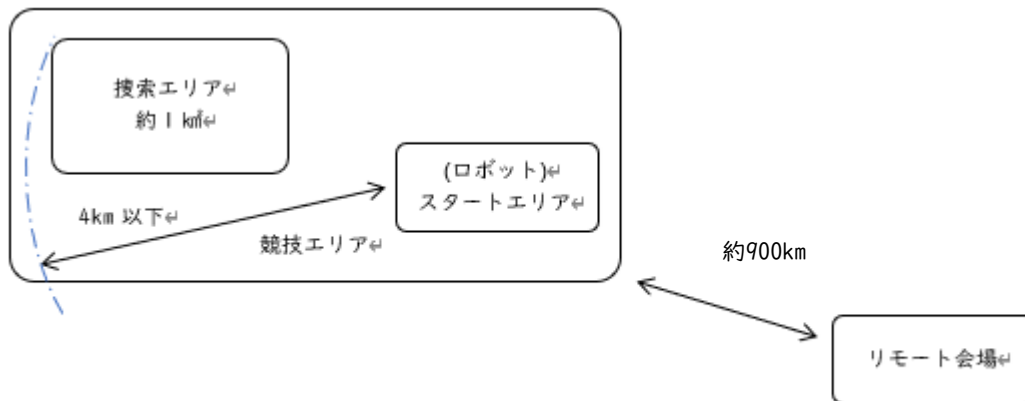 捜索エリア↵
約1㎢↵
(ロボット)↵
スタートエリア↵
4km 以下↵
競技エリア↵
約900km
リモート会場↵